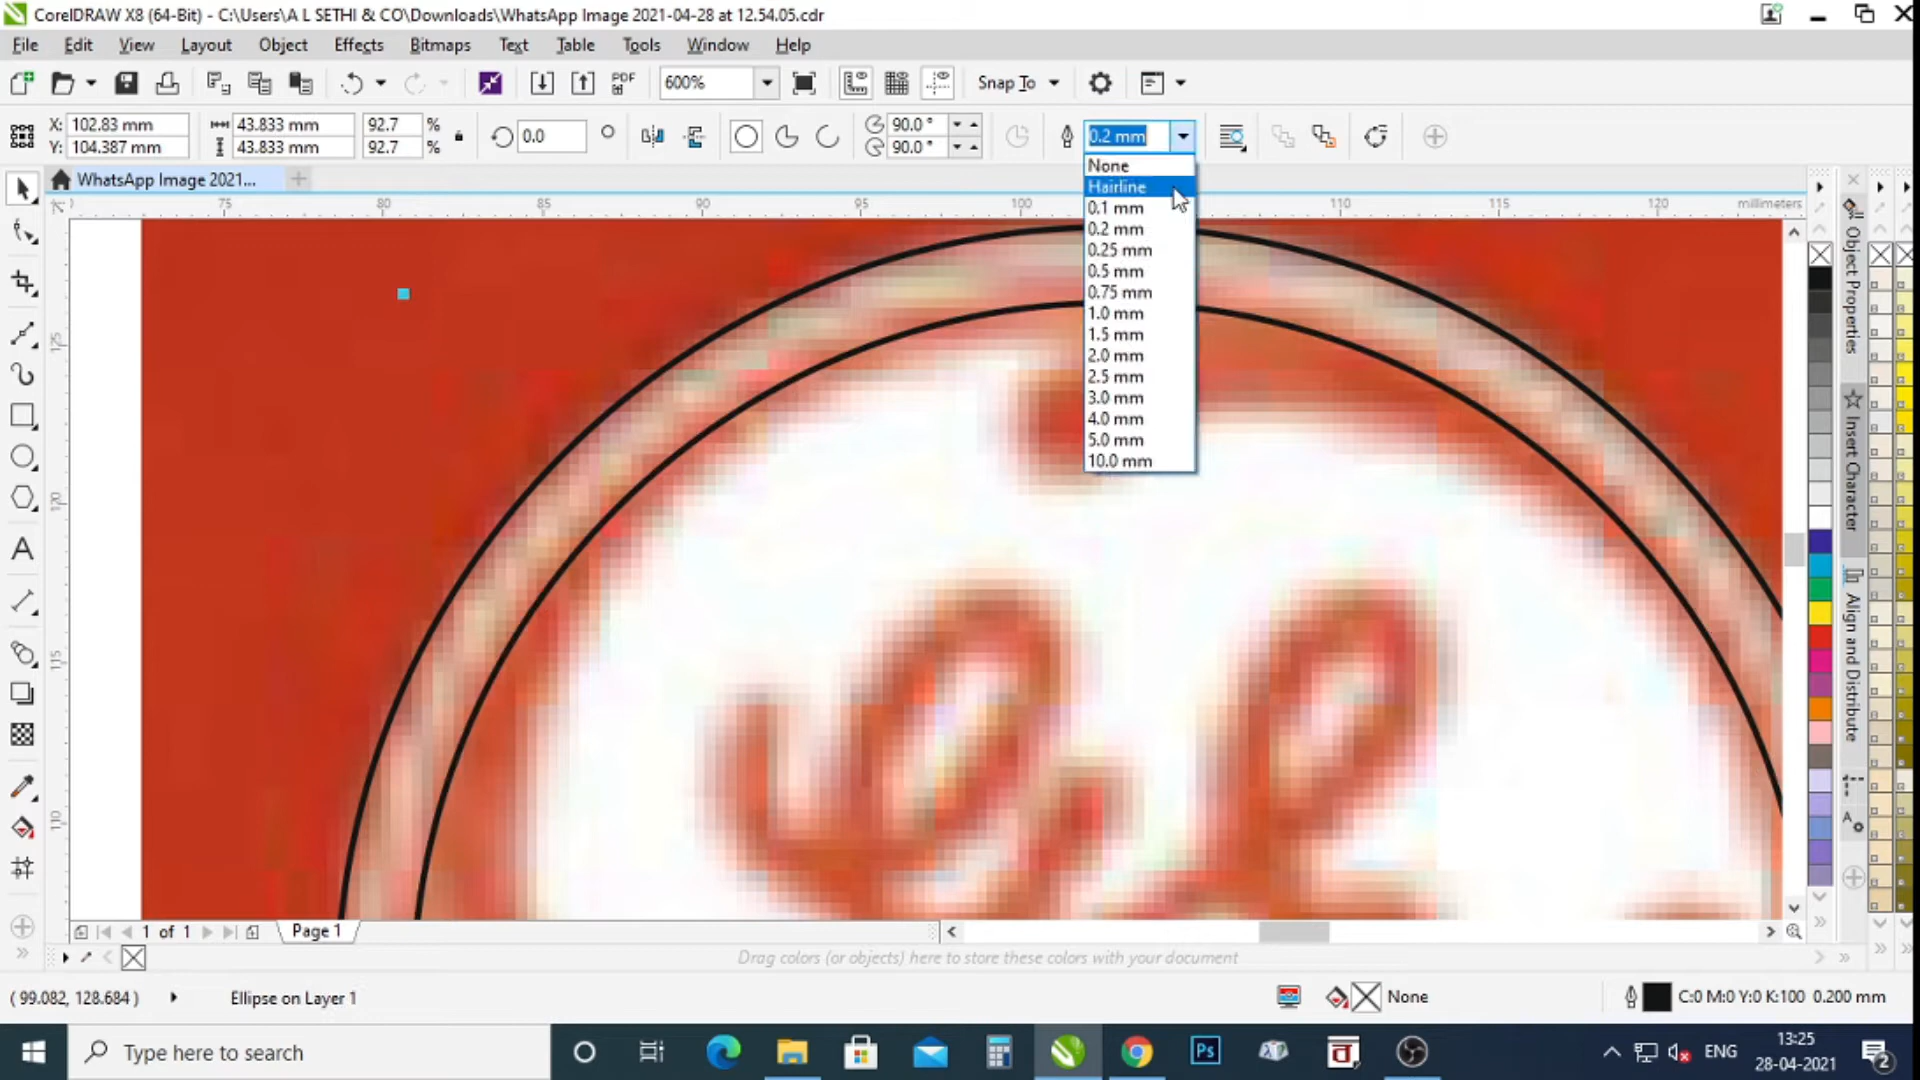 CorelDRAW X8 (64-Bit) - C:\Users\A L SETHI & CO\Downloads\WhatsApp Image 2021-04-28 at 12.54.05.cdr
File Edit View Layout Object Effects Bitmaps Text Table Tools Window Help
PDF 600% Snap To
X: 102.83 mm 43.833 mm 92.7 % 0.0 ° 90.0 ° 0.2 mm
Y: 104.387 mm 43.833 mm 92.7 % 90.0 °
WhatsApp Image 2021...
75 80 85 90 95 100 110 115 120 millimeters
None
Hairline
0.1 mm
0.2 mm
0.25 mm
0.5 mm
0.75 mm
1.0 mm
1.5 mm
2.0 mm
2.5 mm
3.0 mm
4.0 mm
5.0 mm
10.0 mm
125
120
115
110
Object Properties
Insert Character
Align and Distribute
1 of 1 Page 1
Drag colors (or objects) here to store these colors with your document
( 99.082, 128.684 ) Ellipse on Layer 1 None C:0 M:0 Y:0 K:100 0.200 mm
Type here to search
Ps
ENG
13:25
28-04-2021
2